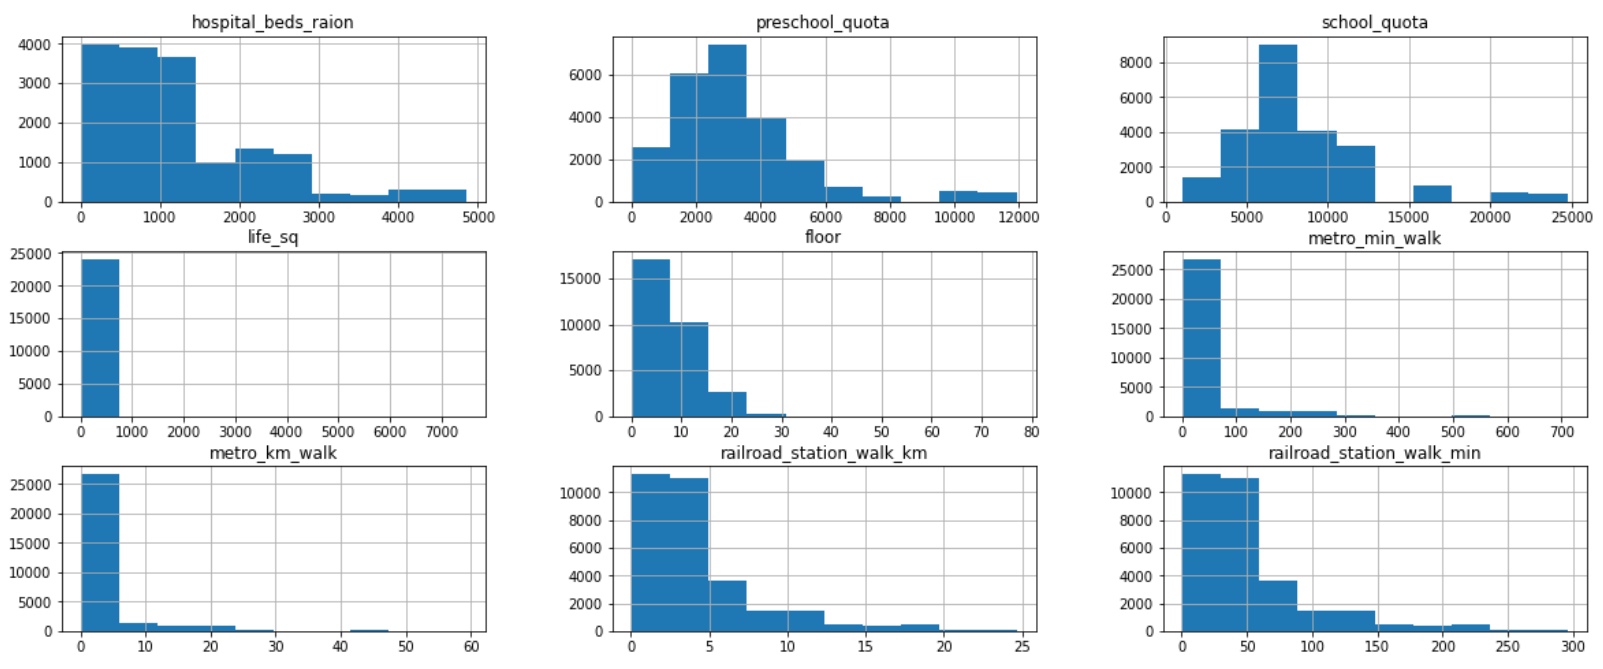 hospital_beds_raion
preschool_quota
school_quota
4000
3000
2000
1000
0
0 1000 2000 3000 4000 5000
6000
4000
2000
0
0 2000 4000 6000 8000 10000 12000
8000
6000
4000
2000
0
0 5000 10000 15000 20000 25000
life_sq
floor
metro_min_walk
25000
20000
15000
10000
5000
0
0 1000 2000 3000 4000 5000 6000 7000
15000
10000
5000
0
0 10 20 30 40 50 60 70 80
25000
20000
15000
10000
5000
0
0 100 200 300 400 500 600 700
metro_km_walk
railroad_station_walk_km
railroad_station_walk_min
25000
20000
15000
10000
5000
0
0 10 20 30 40 50 60
10000
8000
6000
4000
2000
0
0 5 10 15 20 25
10000
8000
6000
4000
2000
0
0 50 100 150 200 250 300